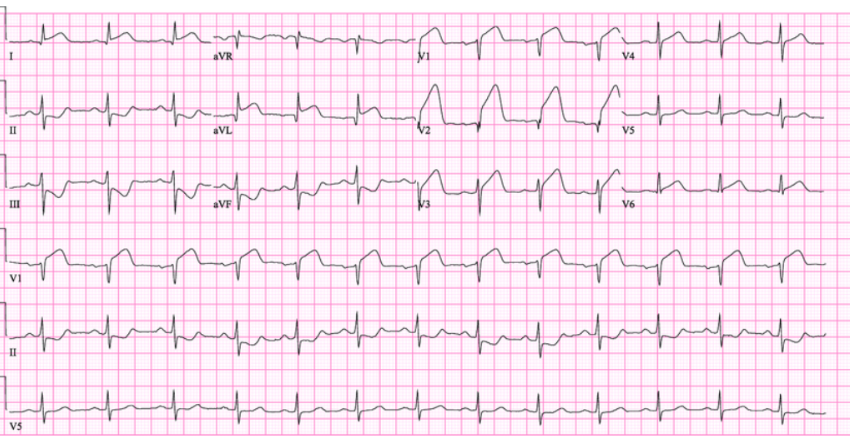 I aVR V1 V4
II aVL V2 V5
III aVF V3 V6
V1
II
V5